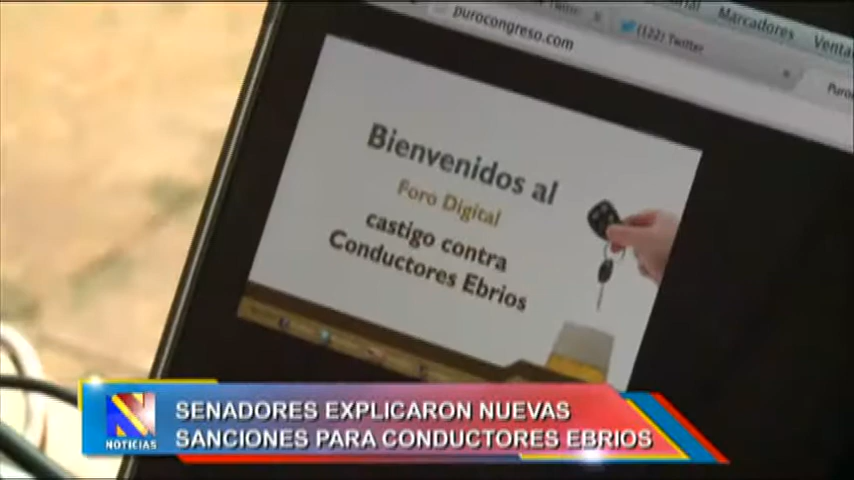 Marcadores
purocongreso.com
(122) Twitter
Bienvenidos al
Foro Digital
castigo contra
Conductores Ebrios
N
NOTICIAS
SENADORES EXPLICARON NUEVAS
SANCIONES PARA CONDUCTORES EBRIOS